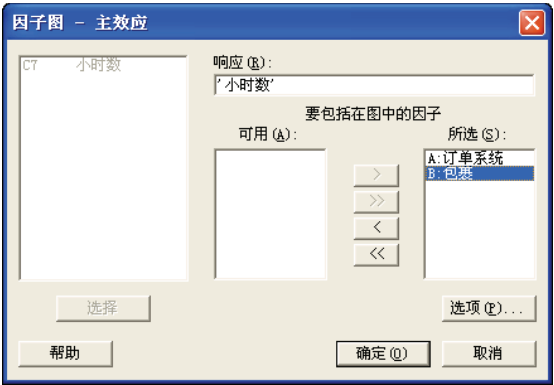 因子图 - 主效应
C7 小时数
响应(R):
'小时数'
要包括在图中的因子
可用(A): 所选(S):
A:订单系统
B:包裹
>
>>
<
<<
选择
选项(P)...
帮助 确定(O) 取消